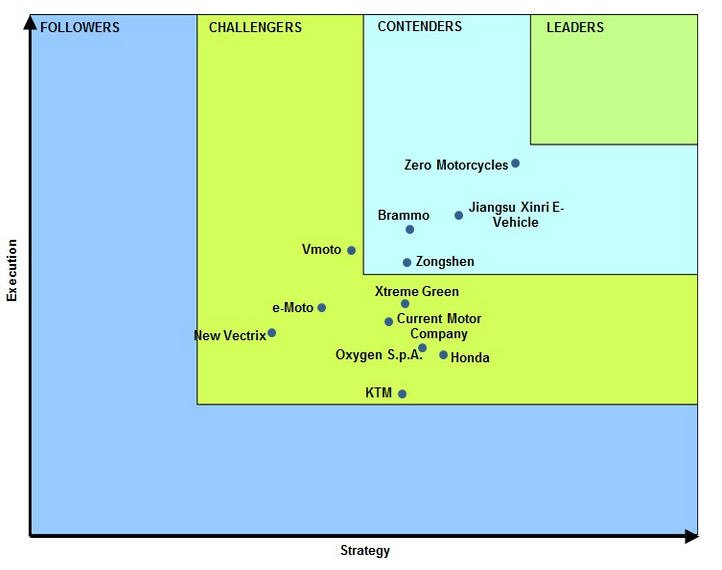 FOLLOWERS
CHALLENGERS
CONTENDERS
LEADERS
Zero Motorcycles
Jiangsu Xinri E-
Vehicle
Brammo
Vmoto
Zongshen
Xtreme Green
e-Moto
Current Motor
Company
New Vectrix
Oxygen S.p.A.
Honda
KTM
Execution
Strategy